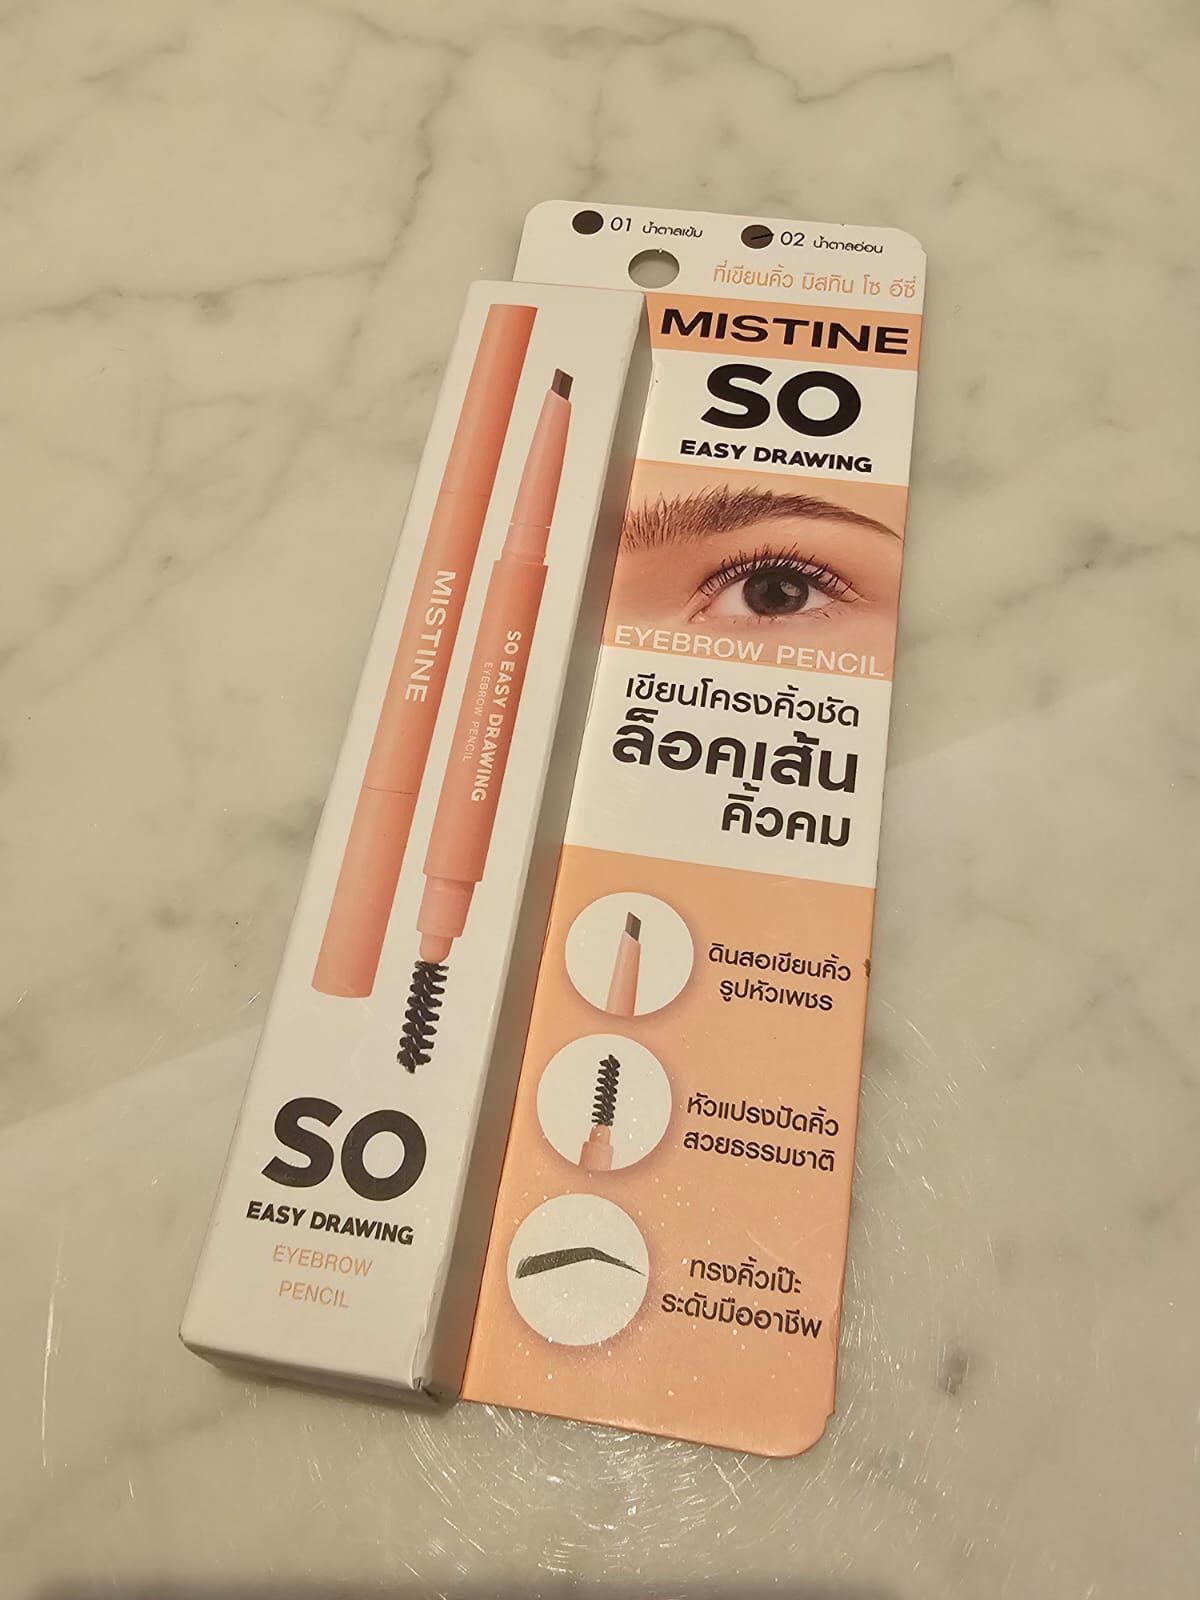 01 น้ำตาลเข้ม
02 น้ำตาลอ่อน
ที่เขียนคิ้ว มิสทิน โซ อีซี่
MISTINE
SO
EASY DRAWING
EYEBROW PENCIL
เขียนโครงคิ้วชัด
ล็อคเส้น
คิ้วคม
ดินสอเขียนคิ้ว
รูปหัวเพชร
หัวแปรงปัดคิ้ว
สวยธรรมชาติ
ทรงคิ้วเป๊ะ
ระดับมืออาชีพ
MISTINE
SO EASY DRAWING
EYEBROW PENCIL
SO
EASY DRAWING
EYEBROW
PENCIL